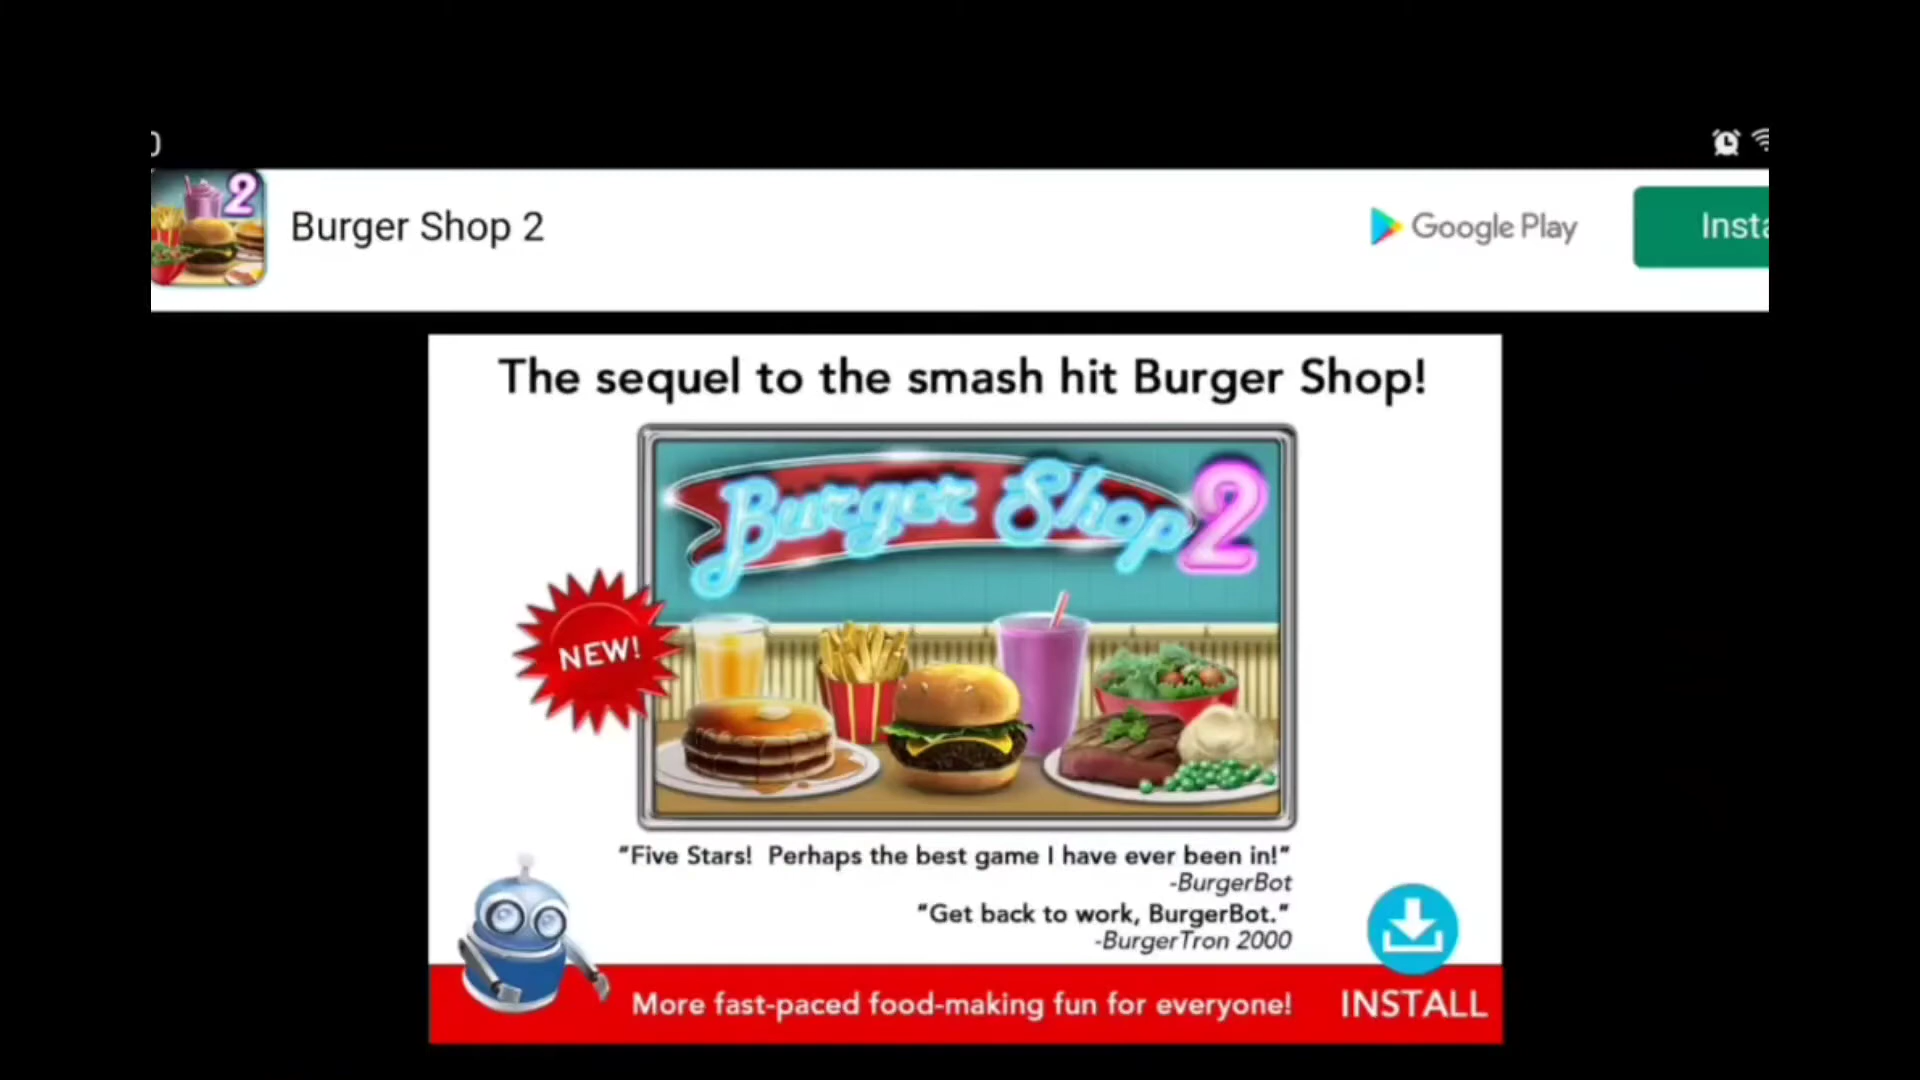 2
Burger Shop 2
Google Play
Insta
The sequel to the smash hit Burger Shop!
Burger Shop 2
NEW!
"Five Stars! Perhaps the best game I have ever been in!"
-BurgerBot
"Get back to work, BurgerBot."
-BurgerTron 2000
More fast-paced food-making fun for everyone!
INSTALL